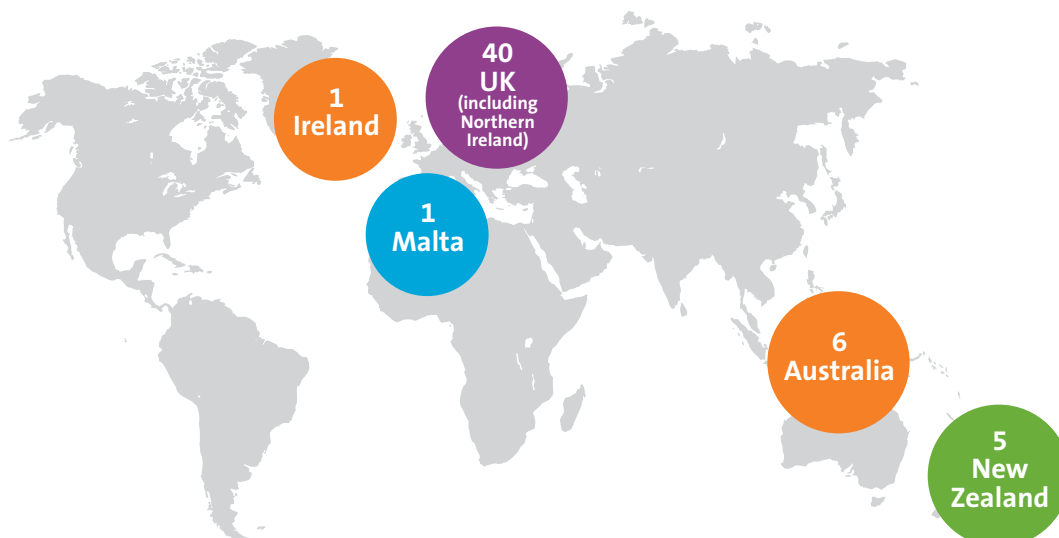 40
UK
(including
Northern
Ireland)
1
Ireland
1
Malta
6
Australia
5
New
Zealand